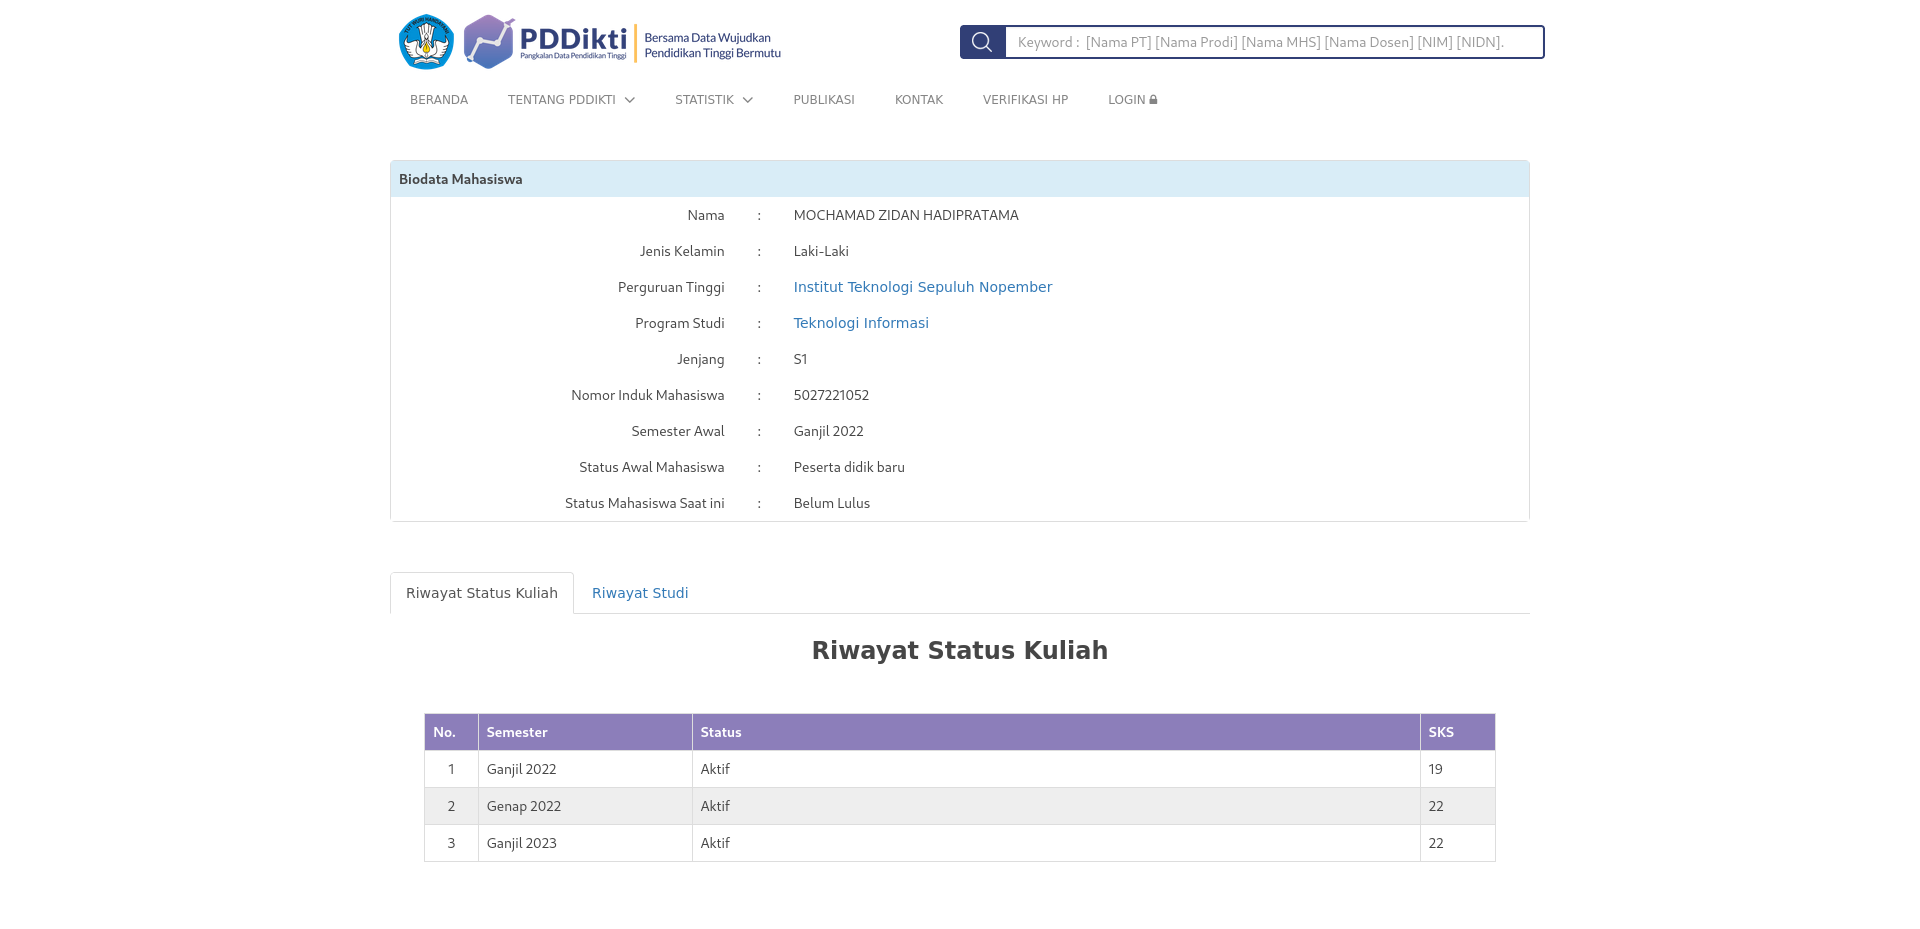 PDDikti
Pangkalan Data Pendidikan Tinggi
Bersama Data Wujudkan
Pendidikan Tinggi Bermutu
Keyword : [Nama PT] [Nama Prodi] [Nama MHS] [Nama Dosen] [NIM] [NIDN].
BERANDA TENTANG PDDIKTI STATISTIK PUBLIKASI KONTAK VERIFIKASI HP LOGIN
Biodata Mahasiswa
Nama : MOCHAMAD ZIDAN HADIPRATAMA
Jenis Kelamin : Laki-Laki
Perguruan Tinggi : Institut Teknologi Sepuluh Nopember
Program Studi : Teknologi Informasi
Jenjang : S1
Nomor Induk Mahasiswa : 5027221052
Semester Awal : Ganjil 2022
Status Awal Mahasiswa : Peserta didik baru
Status Mahasiswa Saat ini : Belum Lulus
Riwayat Status Kuliah Riwayat Studi
Riwayat Status Kuliah
No. Semester Status SKS
1 Ganjil 2022 Aktif 19
2 Genap 2022 Aktif 22
3 Ganjil 2023 Aktif 22